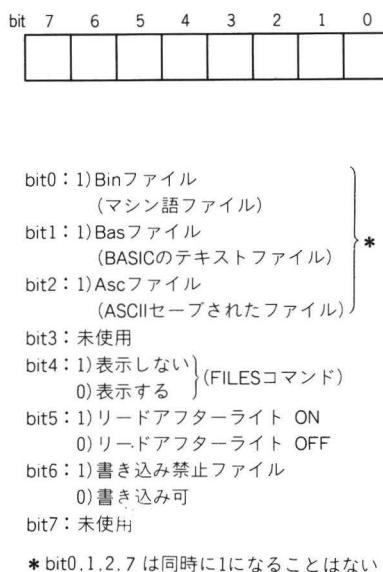 bit 7 6 5 4 3 2 1 0
bit0：1)Binファイル
(マシン語ファイル)
bit1：1)Basファイル
(BASICのテキストファイル)
bit2：1)Ascファイル
(ASCIIセーブされたファイル)
*
bit3：未使用
bit4：1)表示しない
0)表示する
(FILESコマンド)
bit5：1)リードアフターライト ON
0)リードアフターライト OFF
bit6：1)書き込み禁止ファイル
0)書き込み可
bit7：未使用
*bit0,1,2,7 は同時に1になることはない